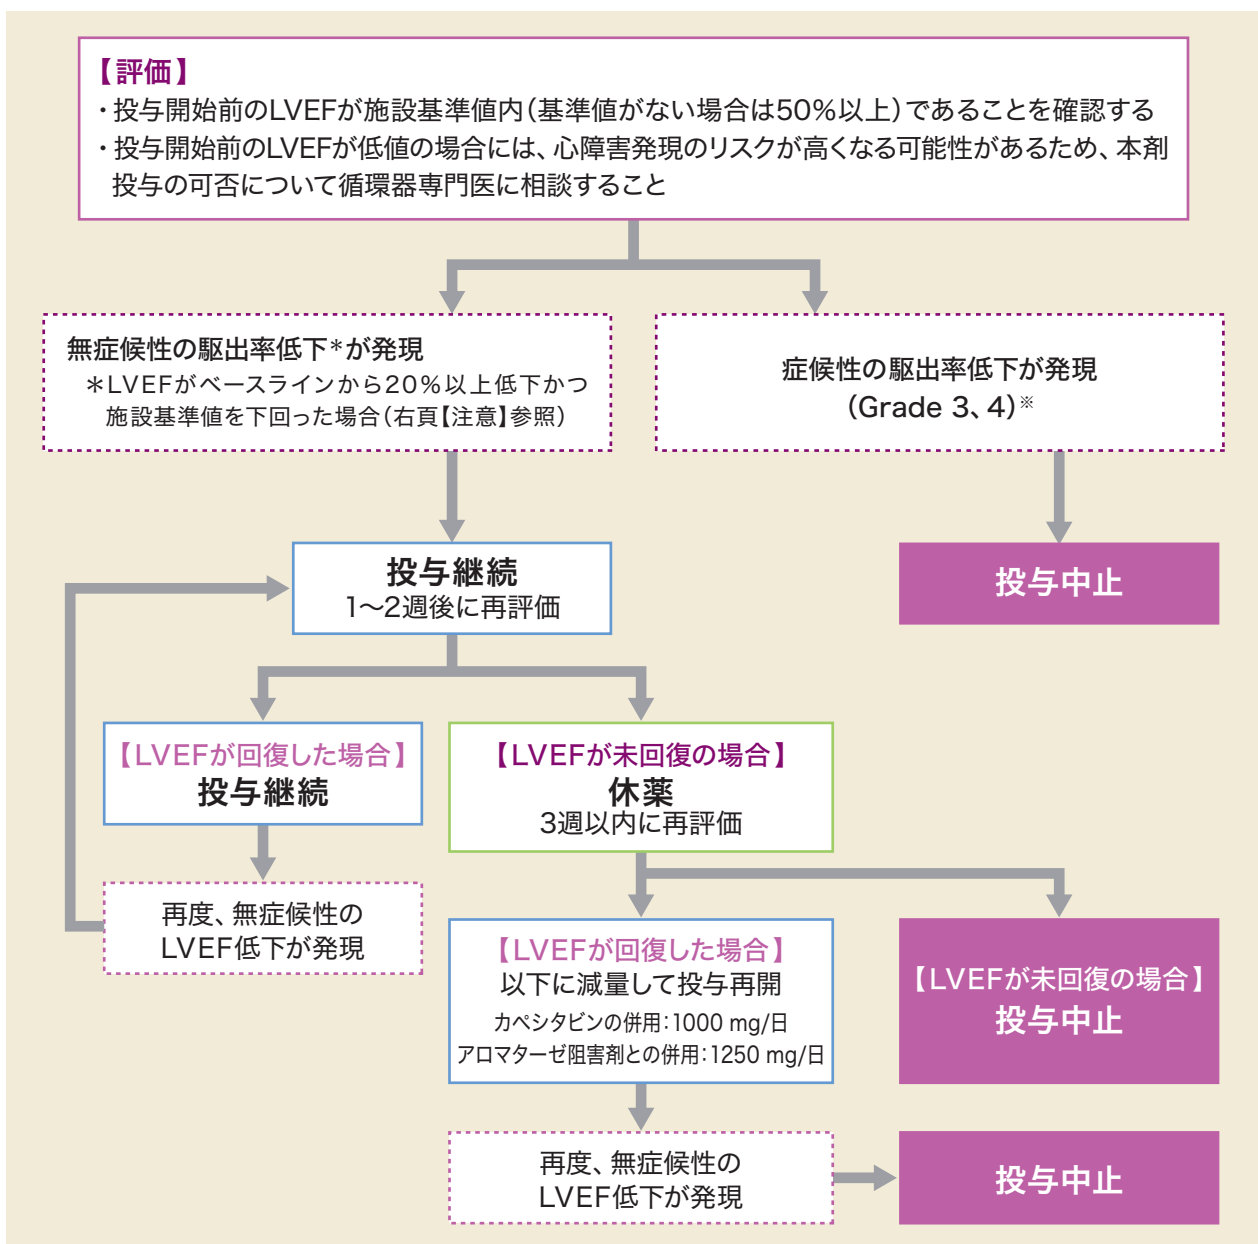 【評価】
・投与開始前のLVEFが施設基準値内（基準値がない場合は50%以上）であることを確認する
・投与開始前のLVEFが低値の場合には、心障害発現のリスクが高くなる可能性があるため、本剤
投与の可否について循環器専門医に相談すること
無症候性の駆出率低下*が発現
＊LVEFがベースラインから20%以上低下かつ
施設基準値を下回った場合（右頁【注意】参照）
症候性の駆出率低下が発現
（Grade 3、4）※
投与継続
1〜2週後に再評価
投与中止
【LVEFが回復した場合】
投与継続
【LVEFが未回復の場合】
休薬
3週以内に再評価
再度、無症候性の
LVEF低下が発現
【LVEFが回復した場合】
以下に減量して投与再開
カペシタビンの併用：1000 mg/日
アロマターゼ阻害剤との併用：1250 mg/日
【LVEFが未回復の場合】
投与中止
再度、無症候性の
LVEF低下が発現
投与中止